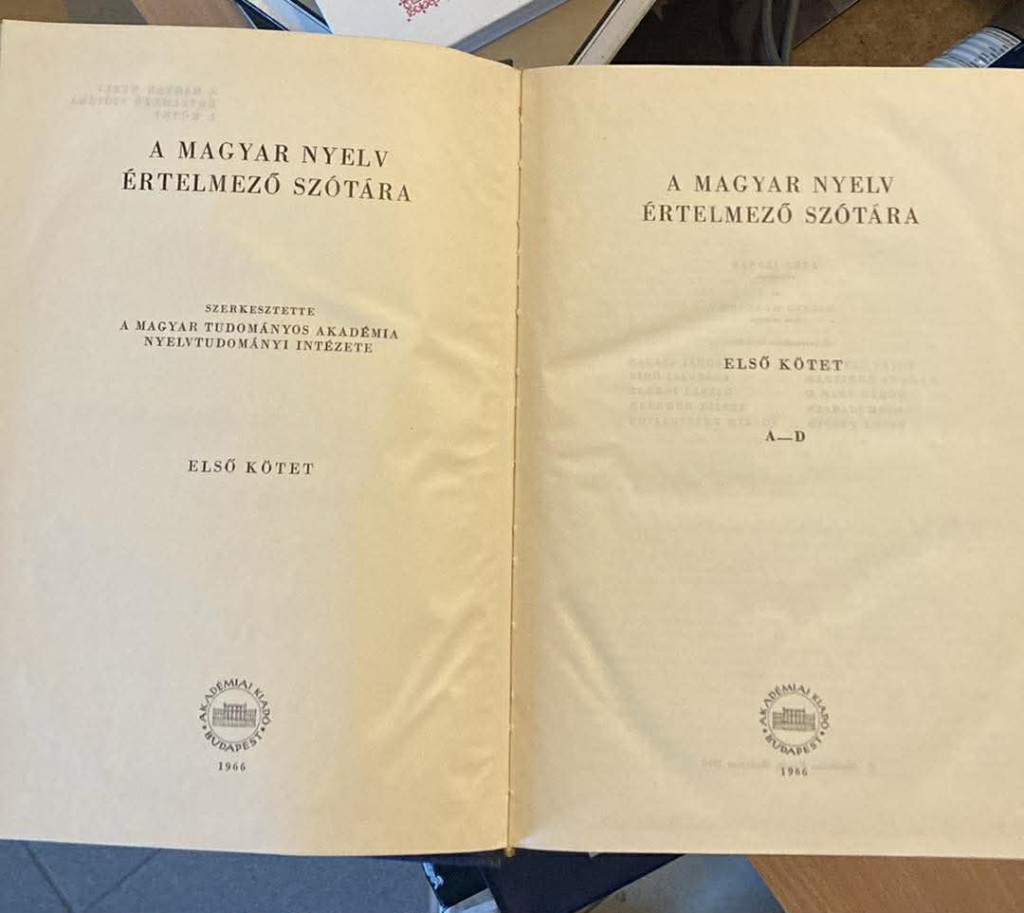 A MAGYAR NYELV
ÉRTELMEZŐ SZÓTÁRA
SZERKESZTETTE
A MAGYAR TUDOMÁNYOS AKADÉMIA
NYELVTUDOMÁNYI INTÉZETE
ELSŐ KÖTET
AKADÉMIAI KIADÓ
BUDAPEST
1966
A MAGYAR NYELV
ÉRTELMEZŐ SZÓTÁRA
ELSŐ KÖTET
A—D
AKADÉMIAI KIADÓ
BUDAPEST
1966